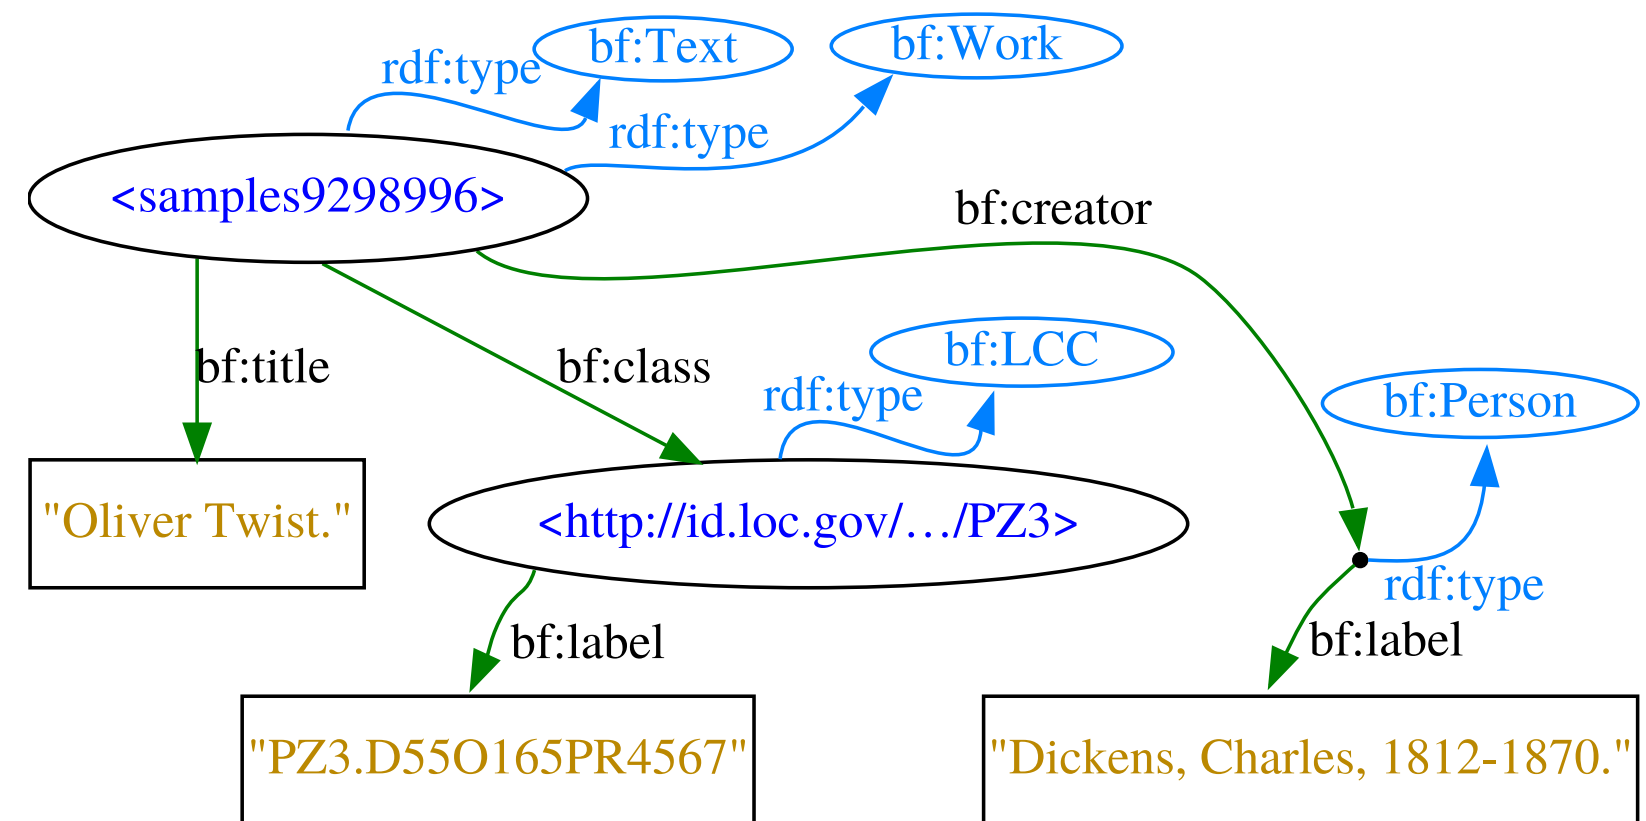 bf:Text
bf:Work
rdf:type
rdf:type
<samples9298996>
bf:creator
bf:title
bf:class
bf:LCC
rdf:type
bf:Person
"Oliver Twist."
<http://id.loc.gov/…/PZ3>
rdf:type
bf:label
bf:label
"PZ3.D55O165PR4567"
"Dickens, Charles, 1812-1870."